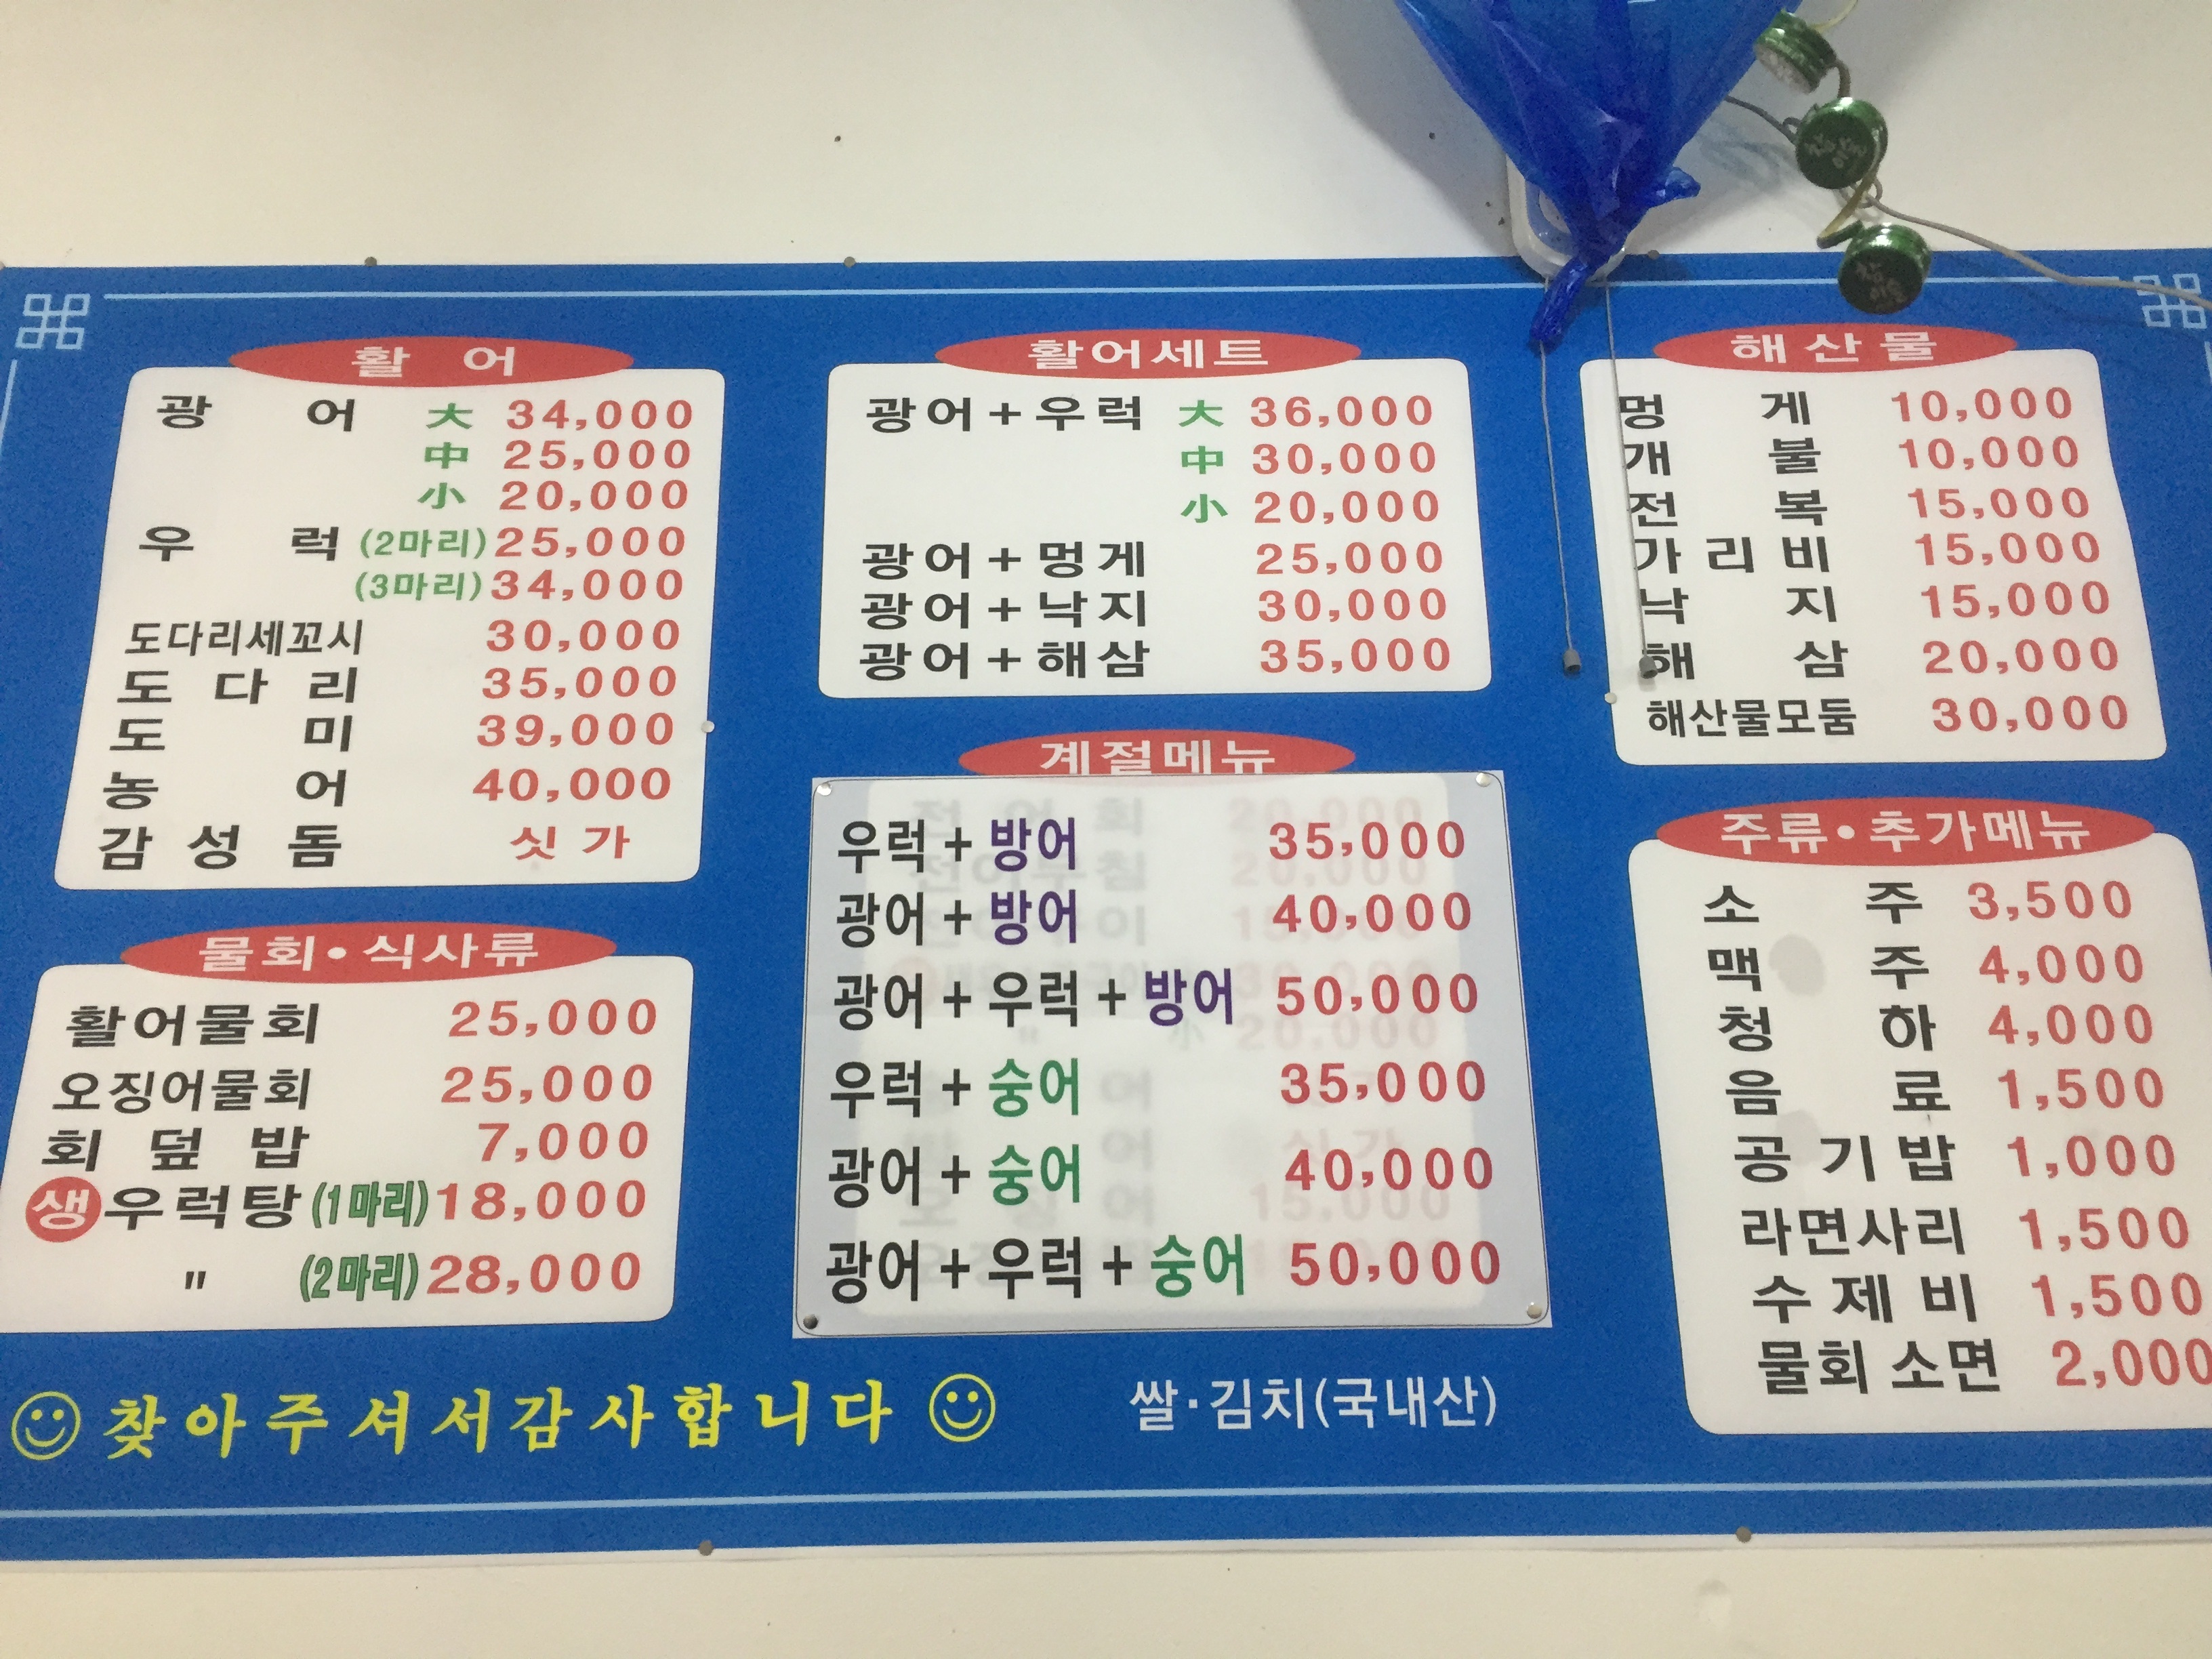 활 어
광 어 大 34,000
中 25,000
小 20,000
우 럭 (2마리) 25,000
(3마리) 34,000
도다리세꼬시 30,000
도 다 리 35,000
도 미 39,000
농 어 40,000
감 성 돔 싯 가
물회•식사류
활어물회 25,000
오징어물회 25,000
회 덮 밥 7,000
생우럭탕 (1마리) 18,000
" (2마리) 28,000
활어세트
광어+우럭 大 36,000
中 30,000
小 20,000
광어+멍게 25,000
광어+낙지 30,000
광어+해삼 35,000
계절메뉴
우럭+방어 35,000
광어+방어 40,000
광어+우럭+방어 50,000
우럭+숭어 35,000
광어+숭어 40,000
광어+우럭+숭어 50,000
해산물
멍 게 10,000
개 불 10,000
전 복 15,000
가 리 비 15,000
낙 지 15,000
해 삼 20,000
해산물모둠 30,000
주류•추가메뉴
소 주 3,500
맥 주 4,000
청 하 4,000
음 료 1,500
공 기 밥 1,000
라면사리 1,500
수 제 비 1,500
물회 소면 2,000
찾아주셔서감사합니다
쌀·김치(국내산)